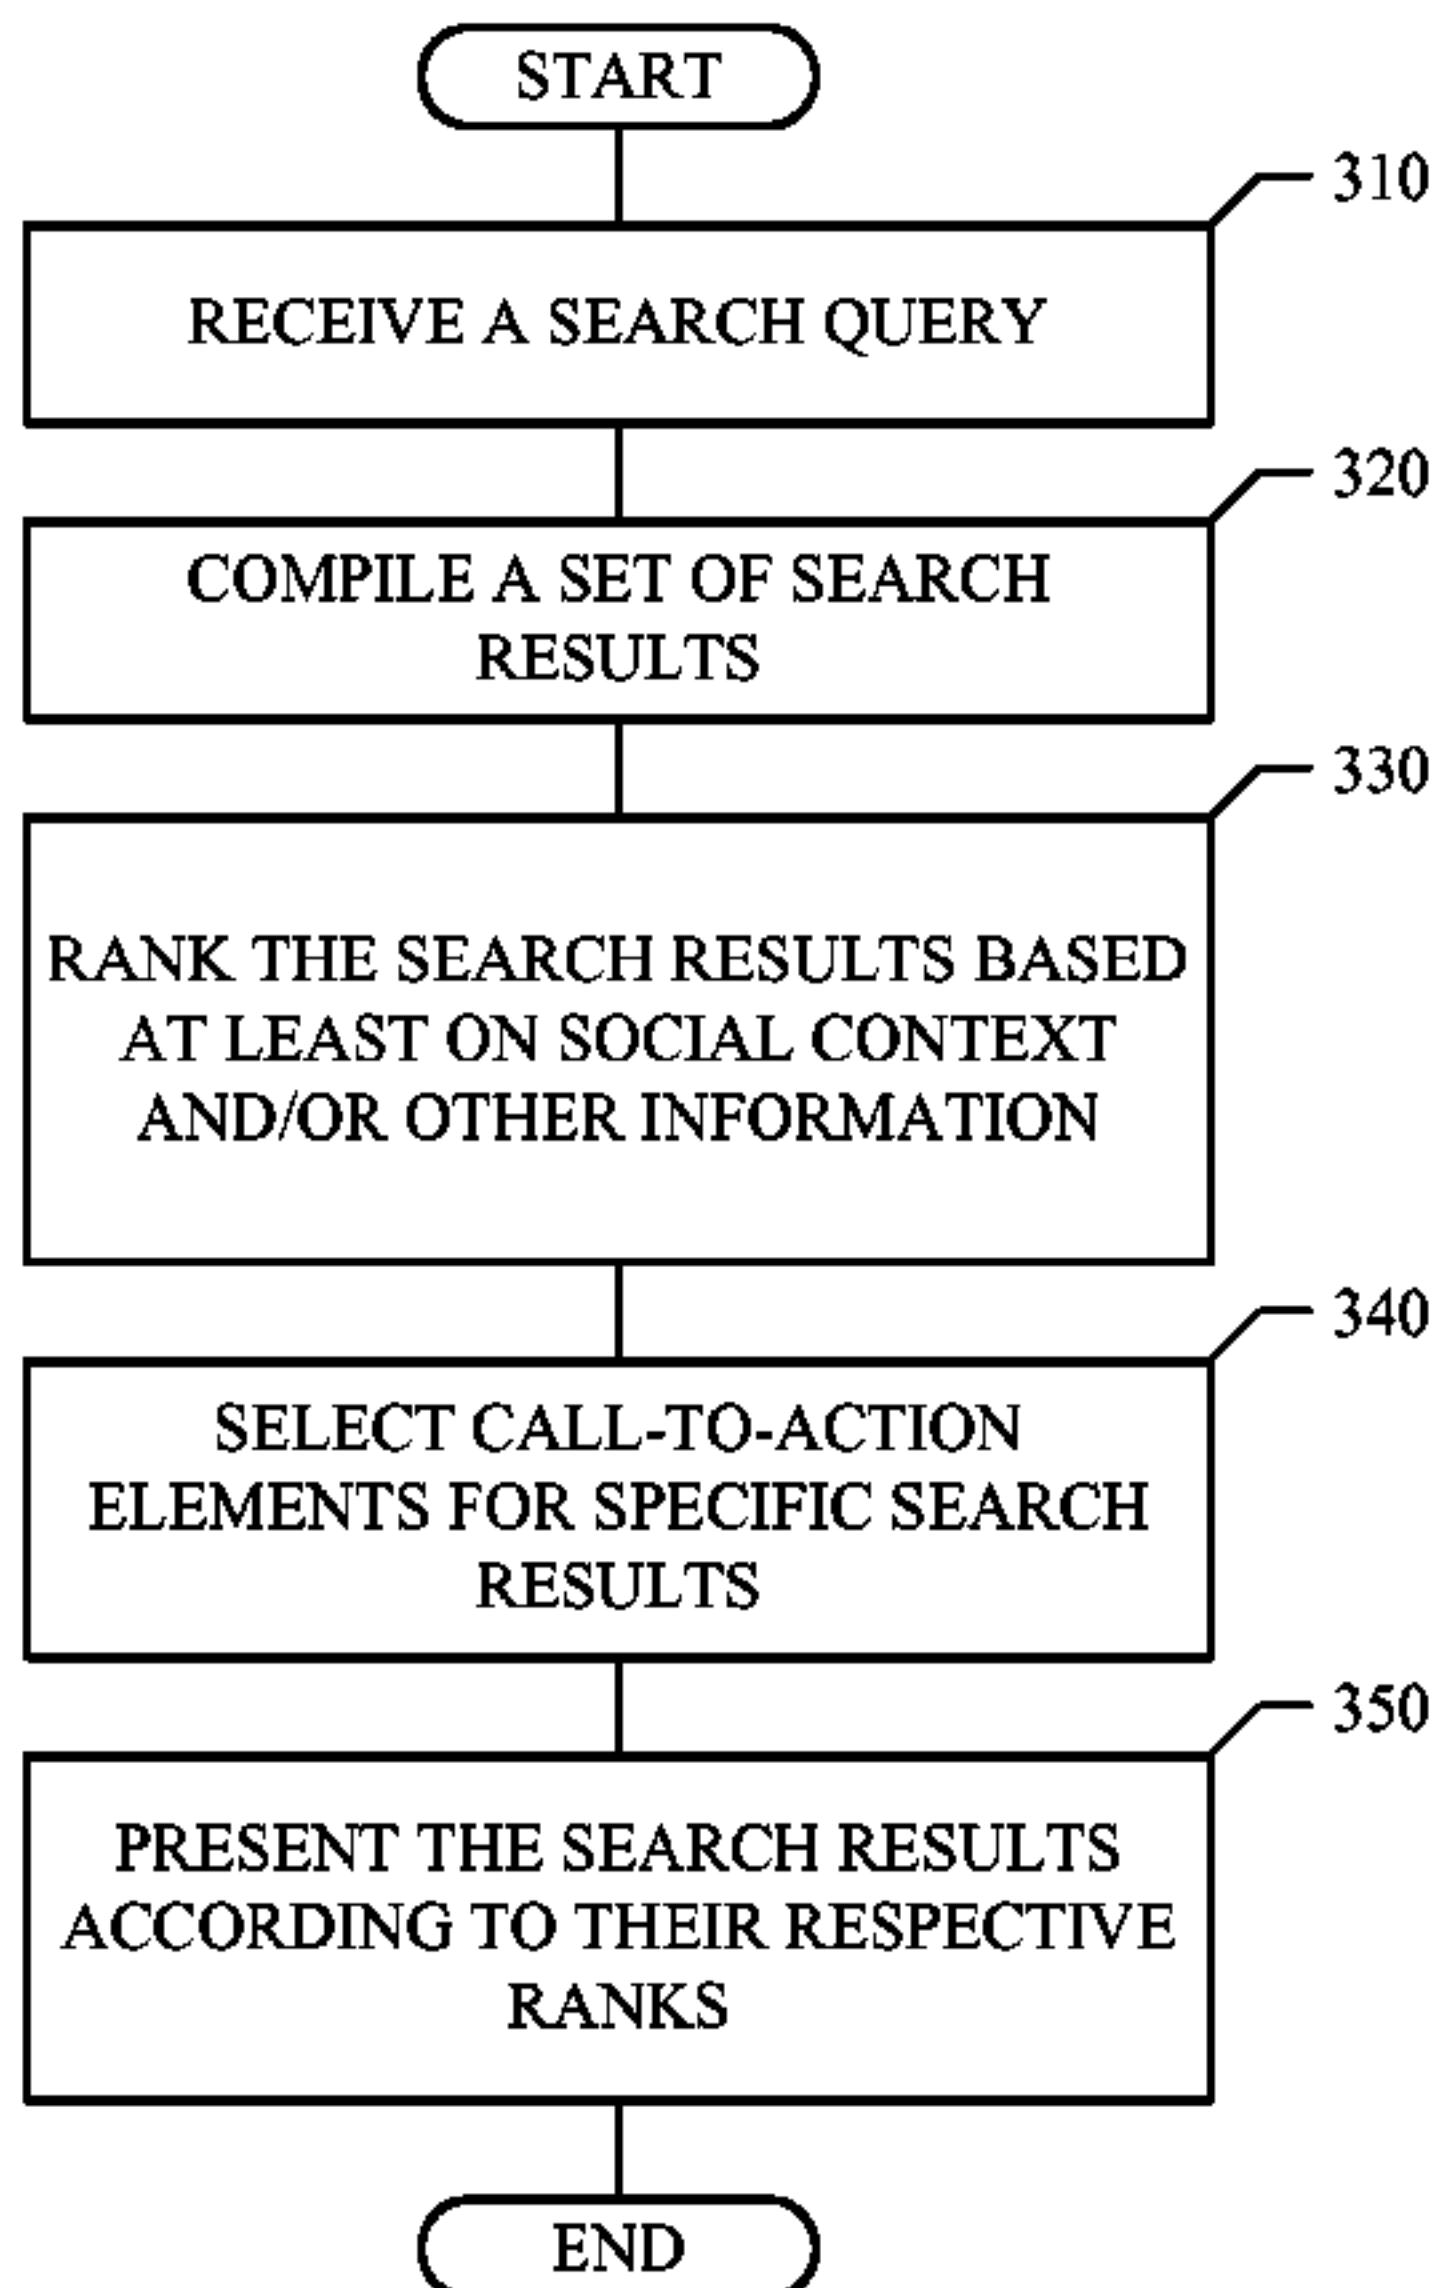 START
310
RECEIVE A SEARCH QUERY
320
COMPILE A SET OF SEARCH
RESULTS
330
RANK THE SEARCH RESULTS BASED
AT LEAST ON SOCIAL CONTEXT
AND/OR OTHER INFORMATION
340
SELECT CALL-TO-ACTION
ELEMENTS FOR SPECIFIC SEARCH
RESULTS
350
PRESENT THE SEARCH RESULTS
ACCORDING TO THEIR RESPECTIVE
RANKS
END